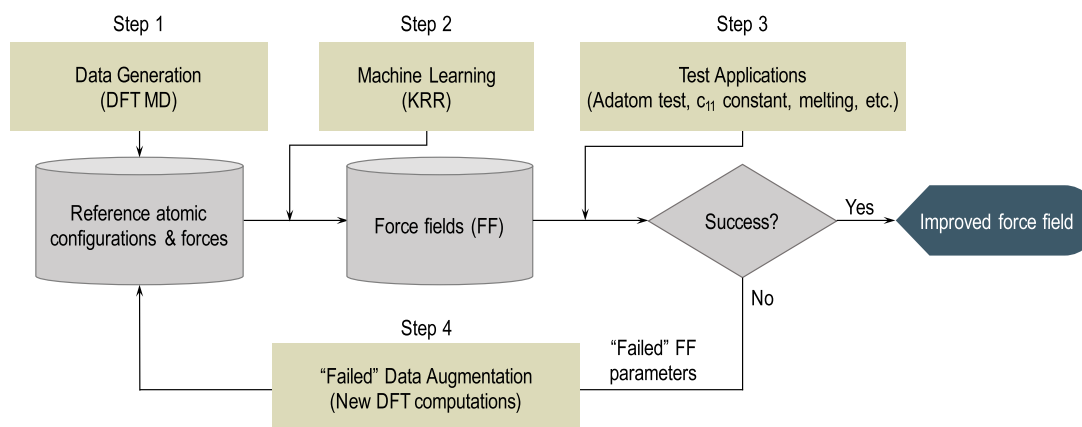 Step 1
Step 2
Step 3
Data Generation
(DFT MD)
Machine Learning
(KRR)
Test Applications
(Adatom test, c11 constant, melting, etc.)
Reference atomic
configurations & forces
Force fields (FF)
Success?
Yes
Improved force field
No
Step 4
“Failed” FF
parameters
“Failed” Data Augmentation
(New DFT computations)